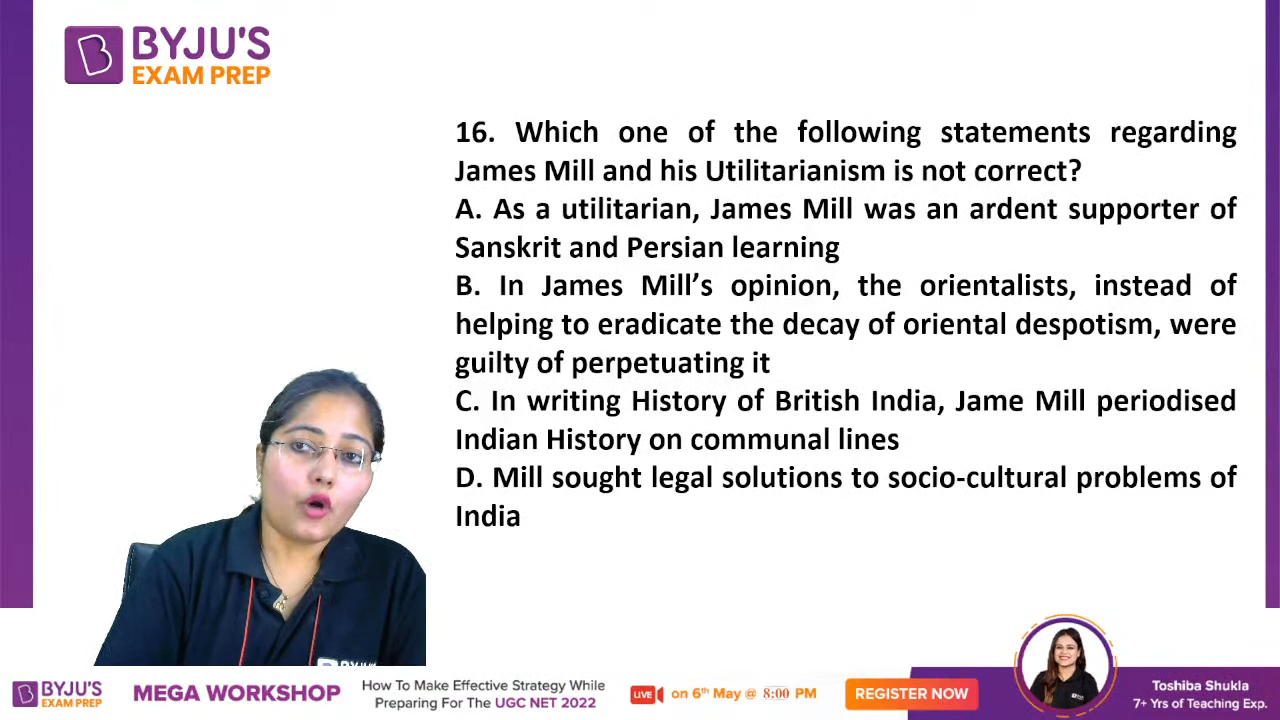 BYJU'S
EXAM PREP
16. Which one of the following statements regarding
James Mill and his Utilitarianism is not correct?
A. As a utilitarian, James Mill was an ardent supporter of
Sanskrit and Persian learning
B. In James Mill’s opinion, the orientalists, instead of
helping to eradicate the decay of oriental despotism, were
guilty of perpetuating it
C. In writing History of British India, Jame Mill periodised
Indian History on communal lines
D. Mill sought legal solutions to socio-cultural problems of
India
BYJU'S
EXAM PREP
MEGA WORKSHOP
How To Make Effective Strategy While
Preparing For The UGC NET 2022
LIVE on 6th May @ 8:00 PM
REGISTER NOW
Toshiba Shukla
7+ Yrs of Teaching Exp.